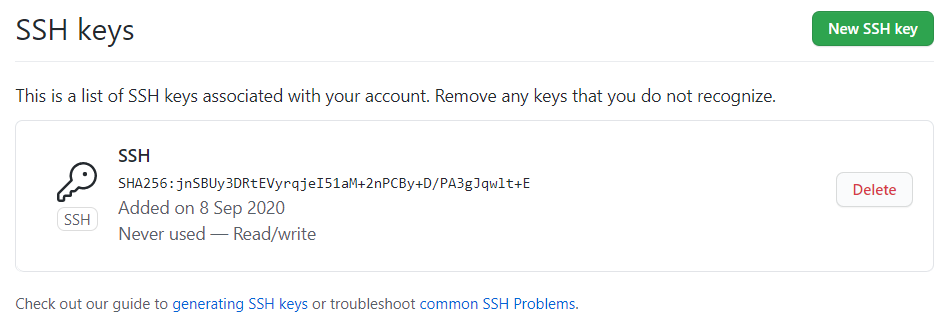 SSH keys
New SSH key
This is a list of SSH keys associated with your account. Remove any keys that you do not recognize.
SSH
SHA256:jnSBUy3DRtEVyrqjeI51aM+2nPCBy+D/PA3gJqwlt+E
Added on 8 Sep 2020
Never used — Read/write
SSH
Delete
Check out our guide to generating SSH keys or troubleshoot common SSH Problems.